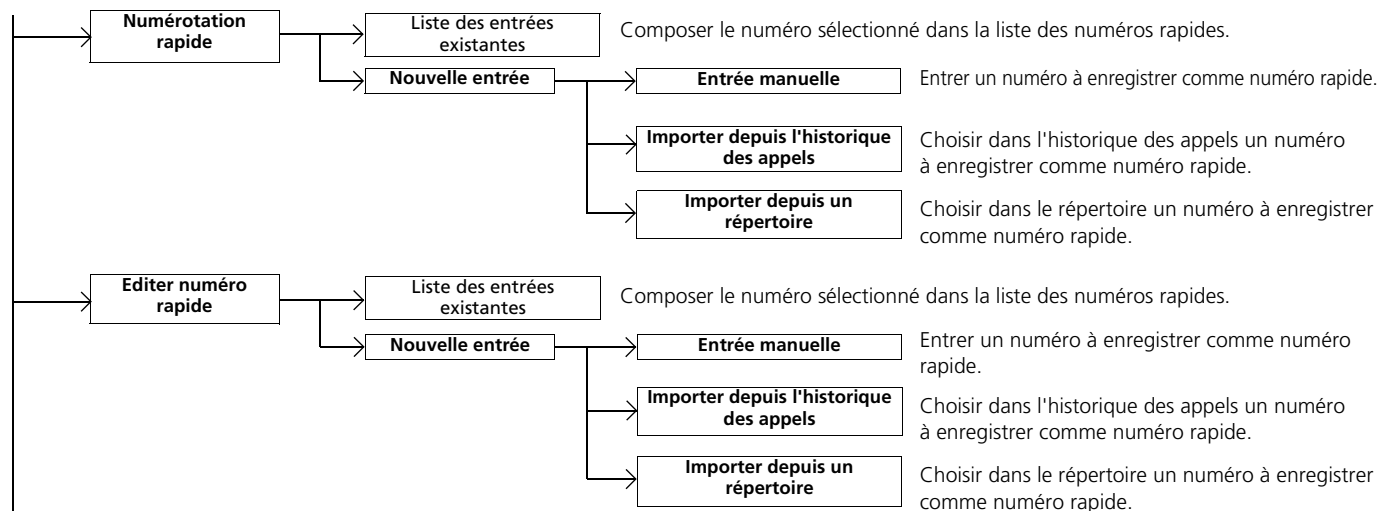 Numérotation
rapide
Liste des entrées
existantes
Composer le numéro sélectionné dans la liste des numéros rapides.
Nouvelle entrée
Entrée manuelle
Entrer un numéro à enregistrer comme numéro rapide.
Importer depuis l'historique
des appels
Choisir dans l'historique des appels un numéro
à enregistrer comme numéro rapide.
Importer depuis un
répertoire
Choisir dans le répertoire un numéro à enregistrer
comme numéro rapide.
Editer numéro
rapide
Liste des entrées
existantes
Composer le numéro sélectionné dans la liste des numéros rapides.
Nouvelle entrée
Entrée manuelle
Entrer un numéro à enregistrer comme numéro
rapide.
Importer depuis l'historique
des appels
Choisir dans l'historique des appels un numéro
à enregistrer comme numéro rapide.
Importer depuis un
répertoire
Choisir dans le répertoire un numéro à enregistrer
comme numéro rapide.